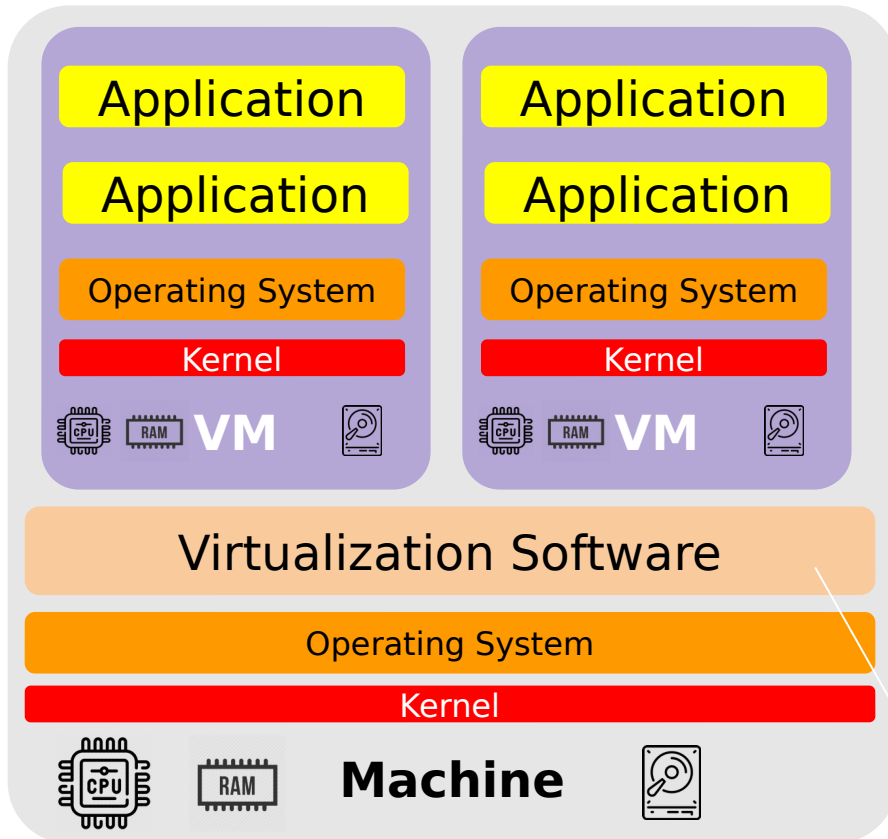 Application
Application
Operating System
Kernel
CPU RAM VM
Application
Application
Operating System
Kernel
CPU RAM VM
Virtualization Software
Operating System
Kernel
CPU RAM Machine